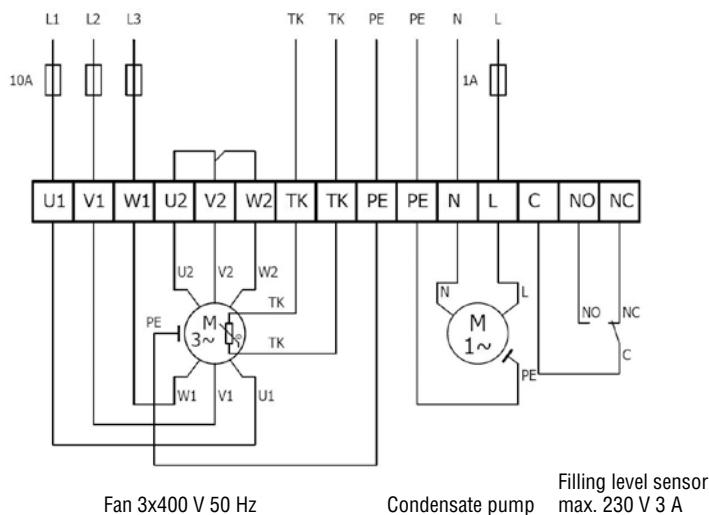 L1 L2 L3 TK TK PE PE N L
10A 1A
U1 V1 W1 U2 V2 W2 TK TK PE PE N L C NO NC
U2 V2 W2
TK
PE
M
3~
TK
W1 V1 U1
N L
M
1~
PE
NO NC
C
Fan 3x400 V 50 Hz
Condensate pump
Filling level sensor
max. 230 V 3 A